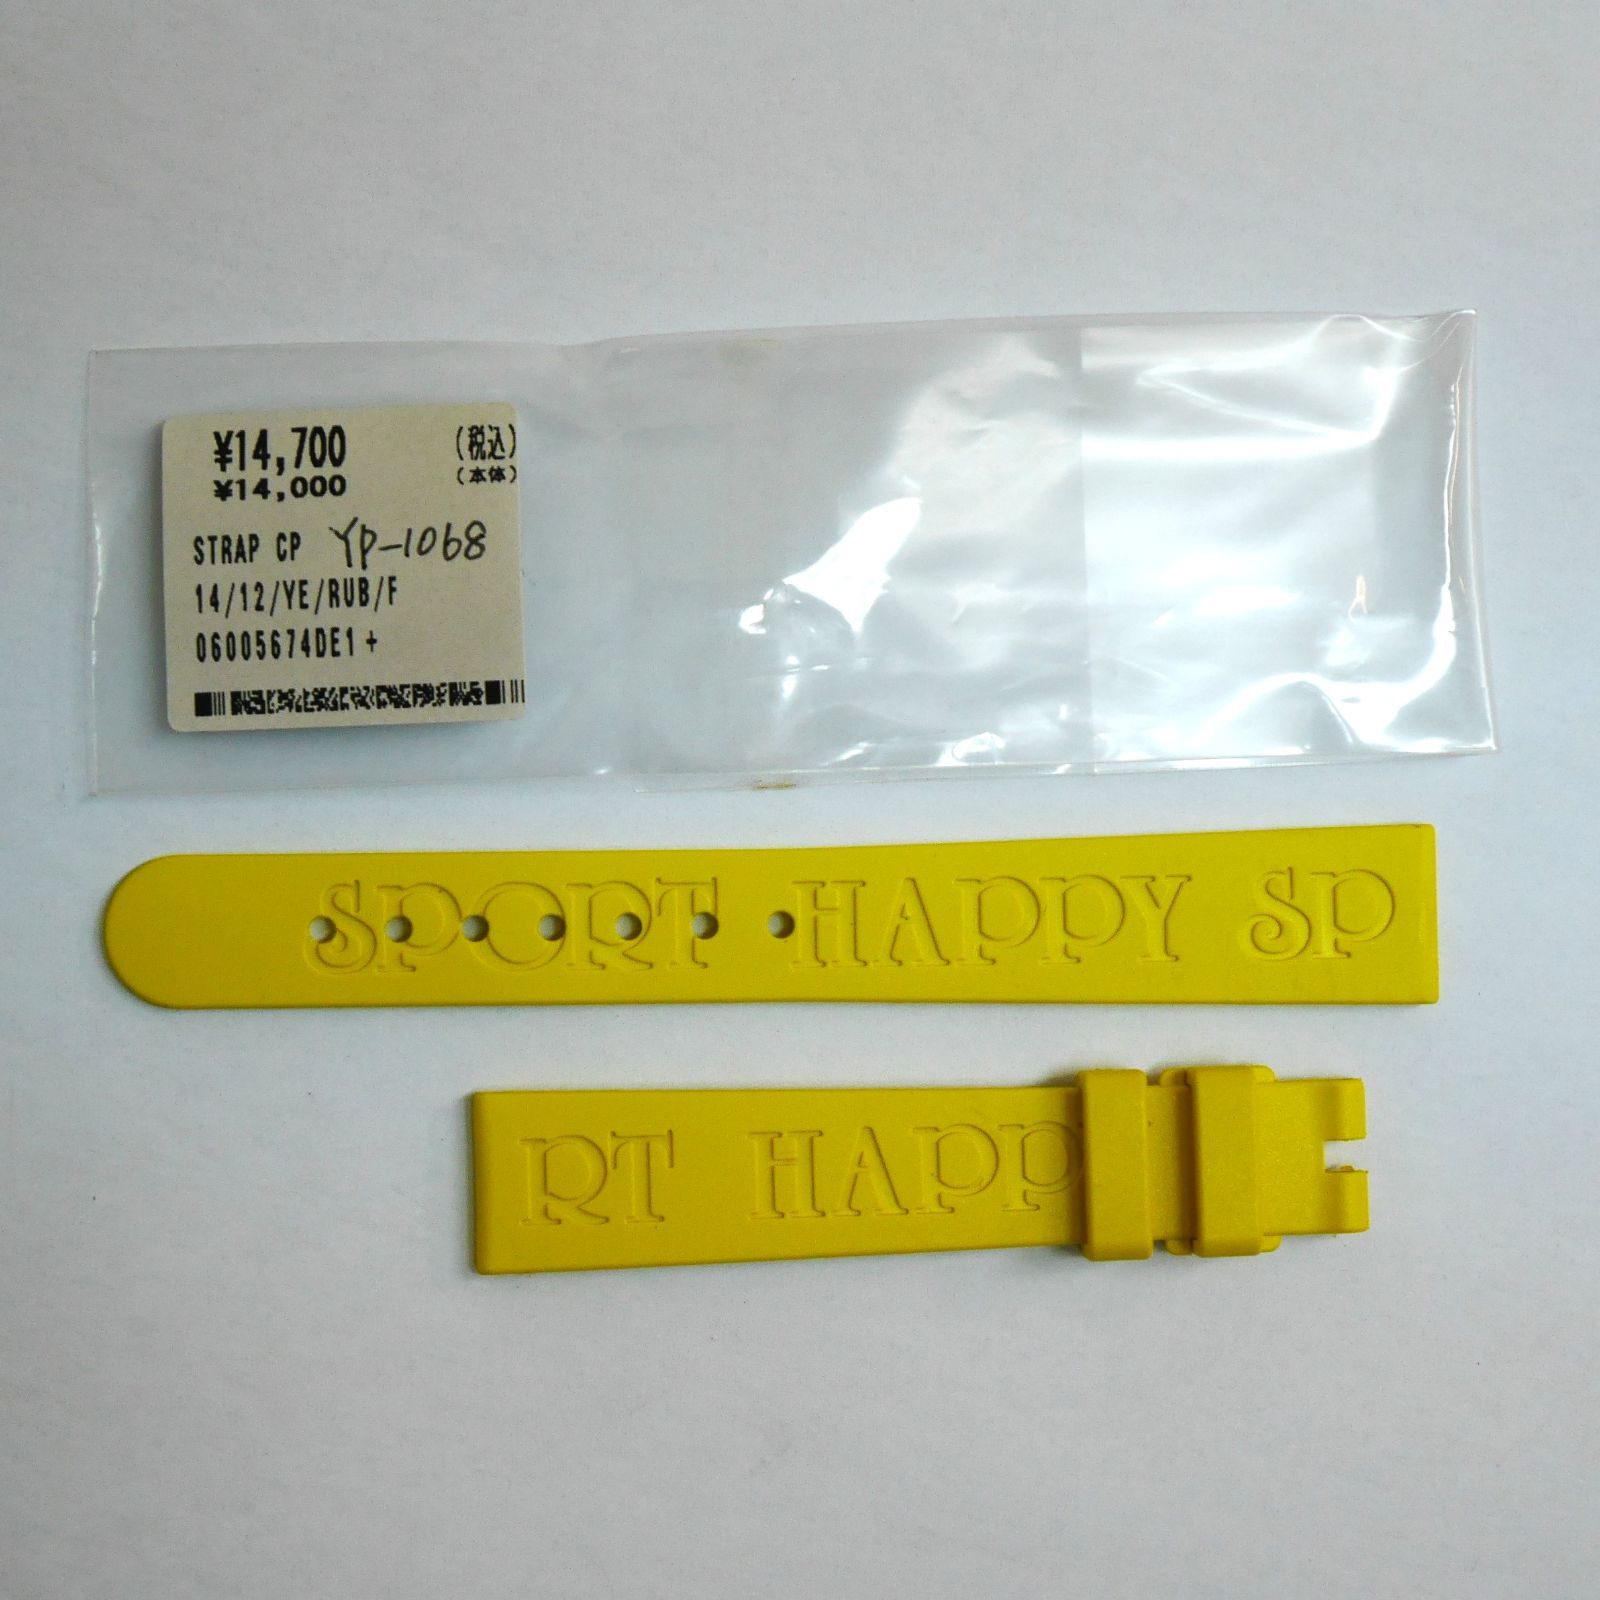 ¥14,700 (税込)
¥14,000 (本体)
STRAP CP YP-1068
14/12/YE/RUB/F
06005674DE1+
SPORT HAPPY SP
RT HAPP